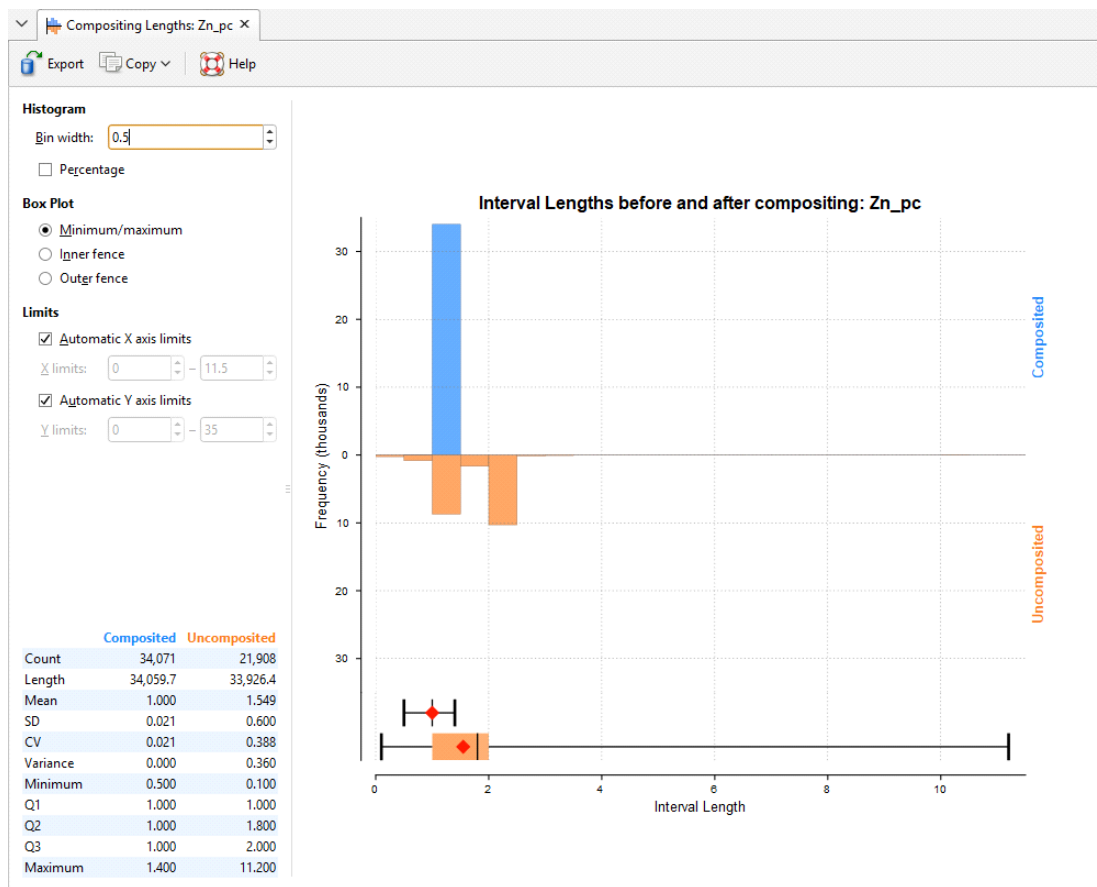 Compositing Lengths: Zn_pc ×
Export Copy Help
Histogram
Bin width: 0.5
Percentage
Box Plot
Minimum/maximum
Inner fence
Outer fence
Limits
Automatic X axis limits
X limits: 0 – 11.5
Automatic Y axis limits
Y limits: 0 – 35
Composited Uncomposited
Count 34,071 21,908
Length 34,059.7 33,926.4
Mean 1.000 1.549
SD 0.021 0.600
CV 0.021 0.388
Variance 0.000 0.360
Minimum 0.500 0.100
Q1 1.000 1.000
Q2 1.000 1.800
Q3 1.000 2.000
Maximum 1.400 11.200
Interval Lengths before and after compositing: Zn_pc
Frequency (thousands)
30
20
10
0
10
20
30
Composited
Uncomposited
0 2 4 6 8 10
Interval Length